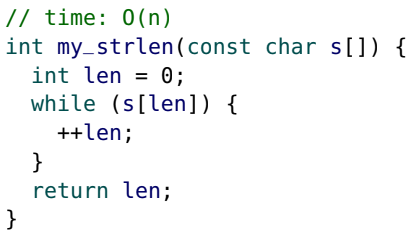 // time: O(n)
int my_strlen(const char s[]) {
  int len = 0;
  while (s[len]) {
    ++len;
  }
  return len;
}